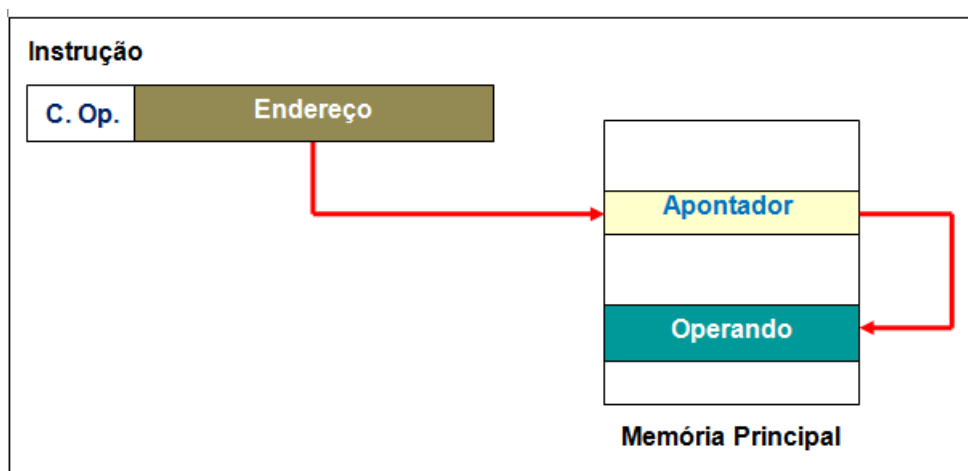 Instrução
C. Op.
Endereço
Apontador
Operando
Memória Principal